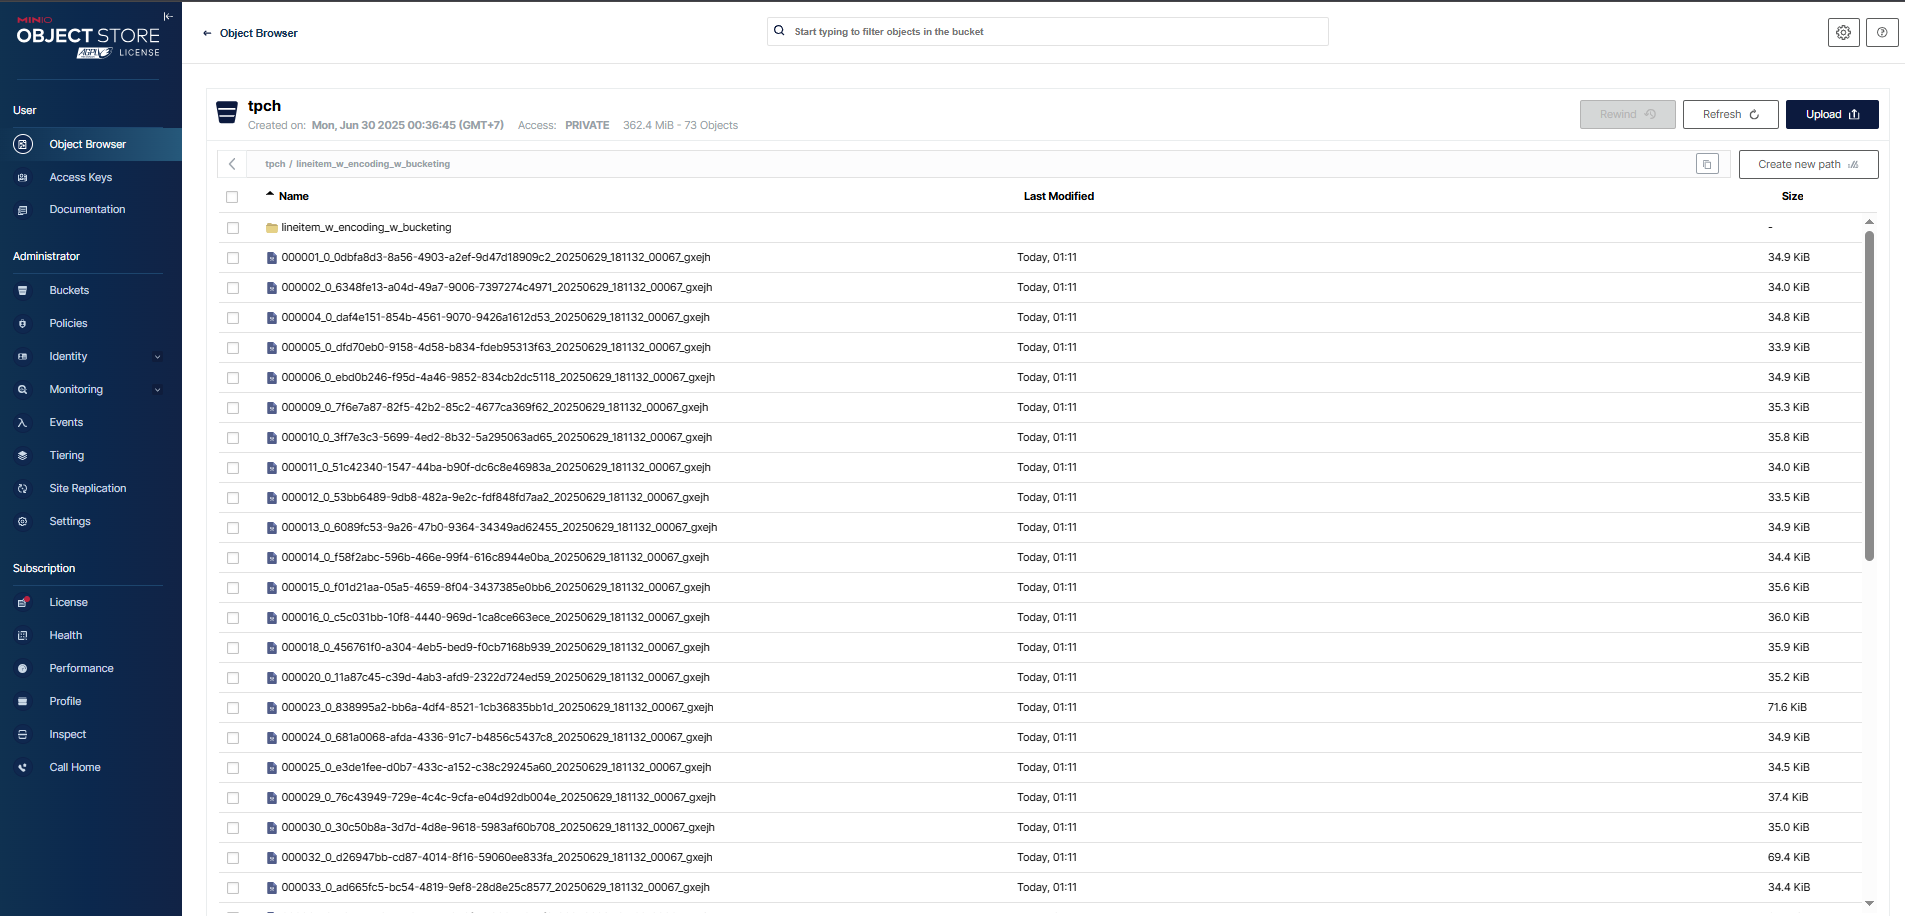 MINIO
OBJECT STORE
AGPLv3 LICENSE
User
Object Browser
Access Keys
Documentation
Administrator
Buckets
Policies
Identity
Monitoring
Events
Tiering
Site Replication
Settings
Subscription
License
Health
Performance
Profile
Inspect
Call Home
Object Browser
Start typing to filter objects in the bucket
tpch
Created on: Mon, Jun 30 2025 00:36:45 (GMT+7) Access: PRIVATE 362.4 MiB - 73 Objects
Rewind Refresh Upload
tpch / lineitem_w_encoding_w_bucketing
Create new path
Name Last Modified Size
lineitem_w_encoding_w_bucketing -
000001_0_0dbfa8d3-8a56-4903-a2ef-9d47d18909c2_20250629_181132_00067_gxejh Today, 01:11 34.9 KiB
000002_0_6348fe13-a04d-49a7-9006-7397274c4971_20250629_181132_00067_gxejh Today, 01:11 34.0 KiB
000004_0_daf4e151-854b-4561-9070-9426a1612d53_20250629_181132_00067_gxejh Today, 01:11 34.8 KiB
000005_0_dfd70eb0-9158-4d58-b834-fdeb95313f63_20250629_181132_00067_gxejh Today, 01:11 33.9 KiB
000006_0_ebd0b246-f95d-4a46-9852-834cb2dc5118_20250629_181132_00067_gxejh Today, 01:11 34.9 KiB
000009_0_7f6e7a87-82f5-42b2-85c2-4677ca369f62_20250629_181132_00067_gxejh Today, 01:11 35.3 KiB
000010_0_3ff7e3c3-5699-4ed2-8b32-5a295063ad65_20250629_181132_00067_gxejh Today, 01:11 35.8 KiB
000011_0_51c42340-1547-44ba-b90f-dc6c8e46983a_20250629_181132_00067_gxejh Today, 01:11 34.0 KiB
000012_0_53bb6489-9db8-482a-9e2c-fdf848fd7aa2_20250629_181132_00067_gxejh Today, 01:11 33.5 KiB
000013_0_6089fc53-9a26-47b0-9364-34349ad62455_20250629_181132_00067_gxejh Today, 01:11 34.9 KiB
000014_0_f58f2abc-596b-466e-99f4-616c8944e0ba_20250629_181132_00067_gxejh Today, 01:11 34.4 KiB
000015_0_f01d21aa-05a5-4659-8f04-3437385e0bb6_20250629_181132_00067_gxejh Today, 01:11 35.6 KiB
000016_0_c5c031bb-10f8-4440-969d-1ca8ce663ece_20250629_181132_00067_gxejh Today, 01:11 36.0 KiB
000018_0_456761f0-a304-4eb5-bed9-f0cb7168b939_20250629_181132_00067_gxejh Today, 01:11 35.9 KiB
000020_0_11a87c45-c39d-4ab3-afd9-2322d724ed59_20250629_181132_00067_gxejh Today, 01:11 35.2 KiB
000023_0_838995a2-bb6a-4df4-8521-1cb36835bb1d_20250629_181132_00067_gxejh Today, 01:11 71.6 KiB
000024_0_681a0068-afda-4336-91c7-b4856c5437c8_20250629_181132_00067_gxejh Today, 01:11 34.9 KiB
000025_0_e3de1fee-d0b7-433c-a152-c38c29245a60_20250629_181132_00067_gxejh Today, 01:11 34.5 KiB
000029_0_76c43949-729e-4c4c-9cfa-e04d92db004e_20250629_181132_00067_gxejh Today, 01:11 37.4 KiB
000030_0_30c50b8a-3d7d-4d8e-9618-5983af60b708_20250629_181132_00067_gxejh Today, 01:11 35.0 KiB
000032_0_d26947bb-cd87-4014-8f16-59060ee833fa_20250629_181132_00067_gxejh Today, 01:11 69.4 KiB
000033_0_ad665fc5-bc54-4819-9ef8-28d8e25c8577_20250629_181132_00067_gxejh Today, 01:11 34.4 KiB